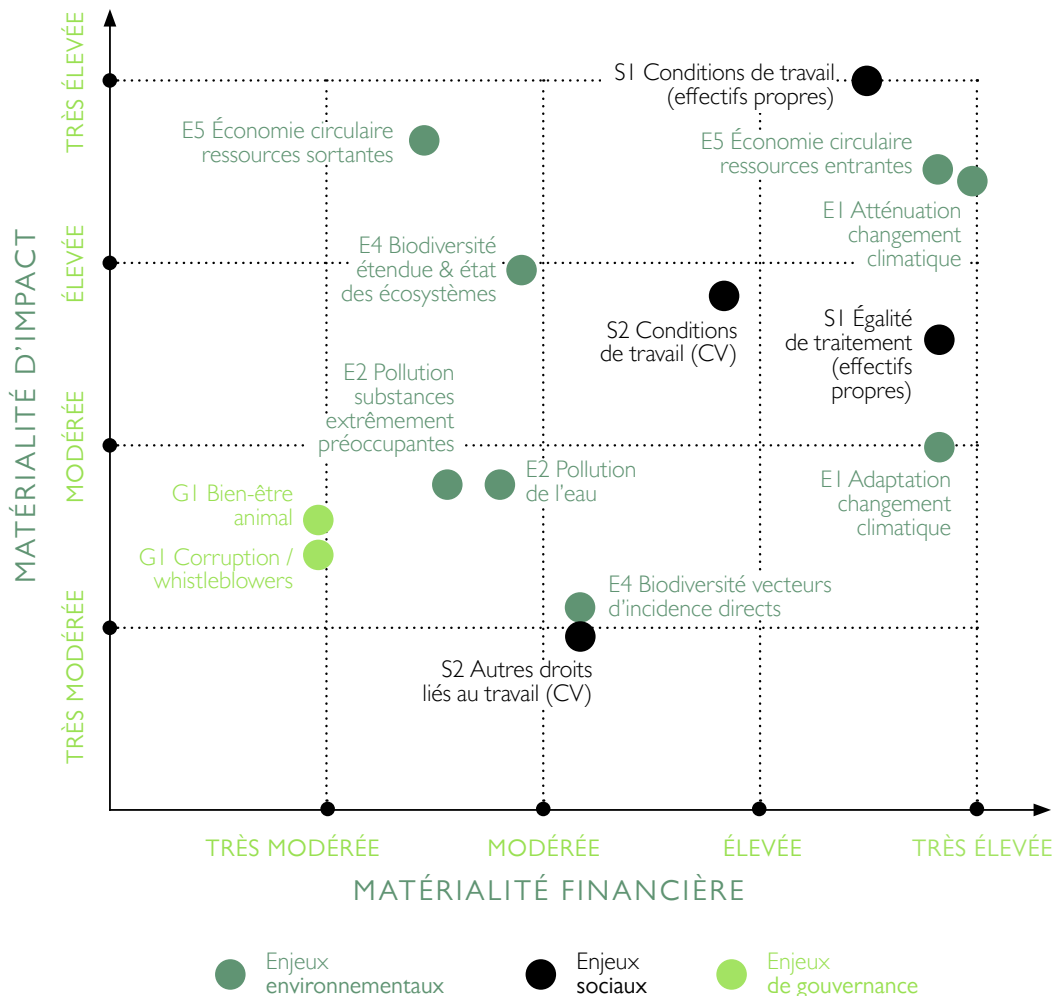 MATÉRIALITÉ D'IMPACT
TRÈS ÉLEVÉE
ÉLEVÉE
MODÉRÉE
TRÈS MODÉRÉE
S1 Conditions de travail
(effectifs propres)
E5 Économie circulaire
ressources sortantes
E5 Économie circulaire
ressources entrantes
E1 Atténuation
changement
climatique
E4 Biodiversité
étendue & état
des écosystèmes
S2 Conditions
de travail (CV)
S1 Égalité
de traitement
(effectifs
propres)
E2 Pollution
substances
extrêmement
préoccupantes
E2 Pollution
de l'eau
E1 Adaptation
changement
climatique
G1 Bien-être
animal
G1 Corruption /
whistleblowers
E4 Biodiversité vecteurs
d'incidence directs
S2 Autres droits
liés au travail (CV)
TRÈS MODÉRÉE
MODÉRÉE
ÉLEVÉE
TRÈS ÉLEVÉE
MATÉRIALITÉ FINANCIÈRE
Enjeux
environnementaux
Enjeux
sociaux
Enjeux
de gouvernance